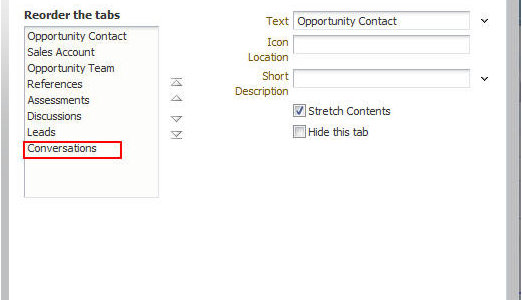 Reorder the tabs
Opportunity Contact
Sales Account
Opportunity Team
References
Assessments
Discussions
Leads
Conversations
Text Opportunity Contact
Icon
Location
Short
Description
Stretch Contents
Hide this tab